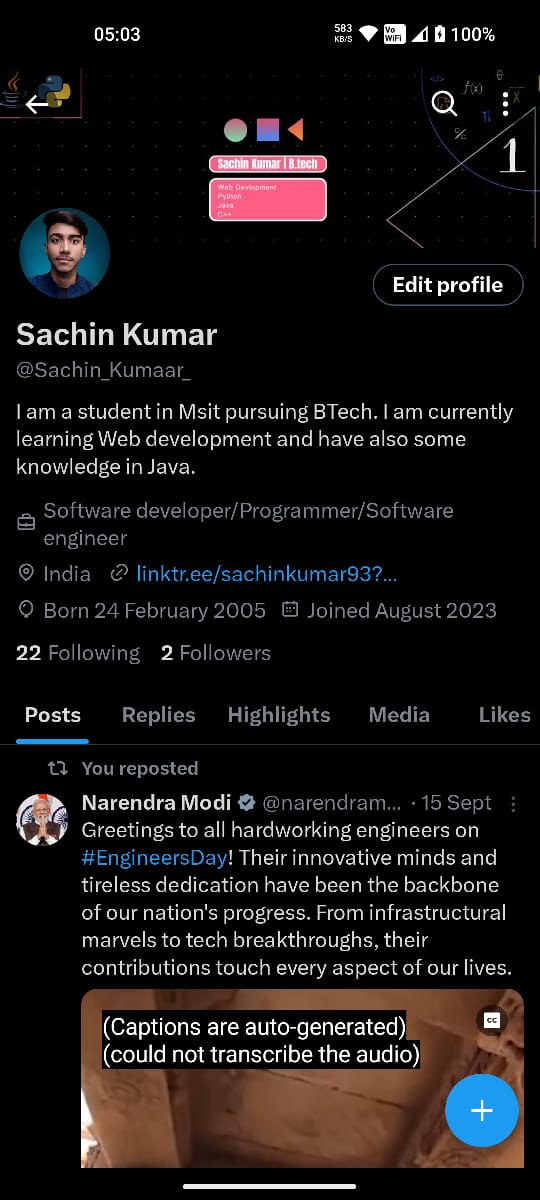 05:03
583
KB/S
Vo
WiFi
100%
</>
f(x)
θ
X
π
%
1
Sachin Kumar | B.tech
Web Devlopment
Python
Java
C++
Edit profile
Sachin Kumar
@Sachin_Kumaar_
I am a student in Msit pursuing BTech. I am currently
learning Web development and have also some
knowledge in Java.
Software developer/Programmer/Software
engineer
India linktr.ee/sachinkumar93?...
Born 24 February 2005 Joined August 2023
22 Following 2 Followers
Posts Replies Highlights Media Likes
You reposted
Narendra Modi @narendram... · 15 Sept
Greetings to all hardworking engineers on
#EngineersDay! Their innovative minds and
tireless dedication have been the backbone
of our nation's progress. From infrastructural
marvels to tech breakthroughs, their
contributions touch every aspect of our lives.
(Captions are auto-generated)
(could not transcribe the audio)
CC